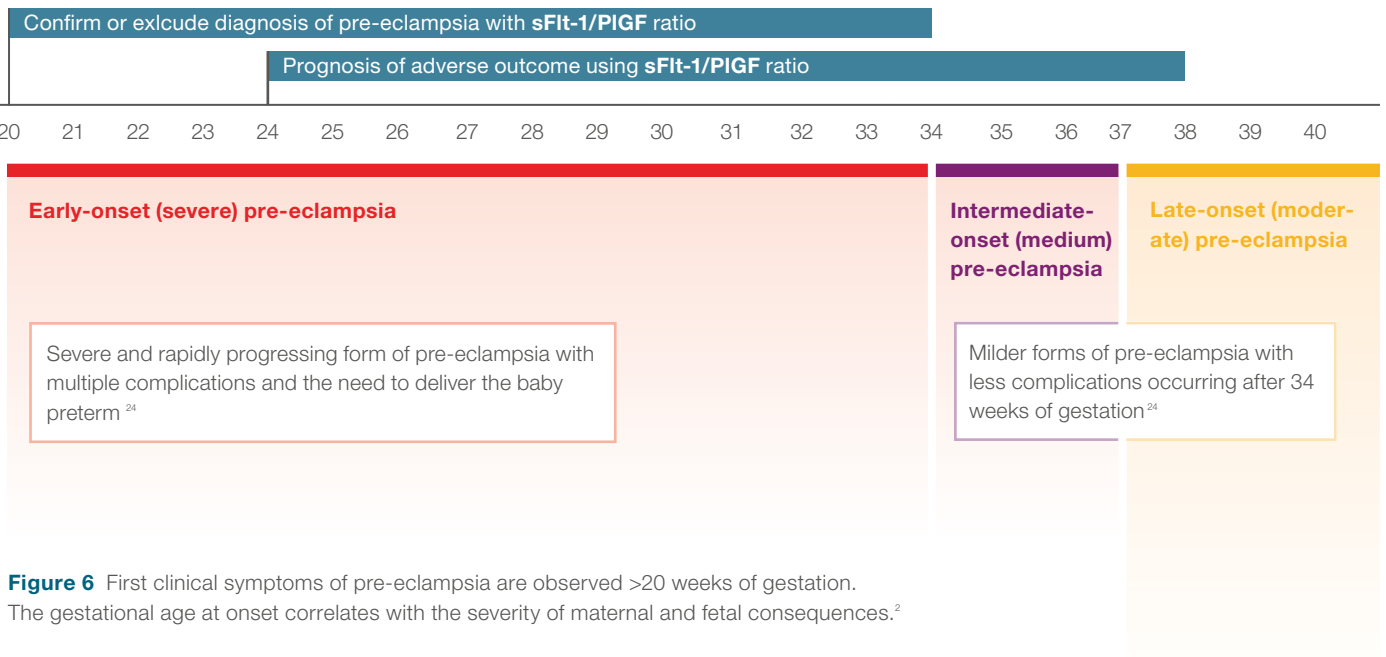 Confirm or exlcude diagnosis of pre-eclampsia with sFlt-1/PlGF ratio
Prognosis of adverse outcome using sFlt-1/PlGF ratio
20 21 22 23 24 25 26 27 28 29 30 31 32 33 34 35 36 37 38 39 40
Early-onset (severe) pre-eclampsia
Intermediate-
onset (medium)
pre-eclampsia
Late-onset (moder-
ate) pre-eclampsia
Severe and rapidly progressing form of pre-eclampsia with
multiple complications and the need to deliver the baby
preterm 24
Milder forms of pre-eclampsia with
less complications occurring after 34
weeks of gestation 24
Figure 6 First clinical symptoms of pre-eclampsia are observed >20 weeks of gestation.
The gestational age at onset correlates with the severity of maternal and fetal consequences.2